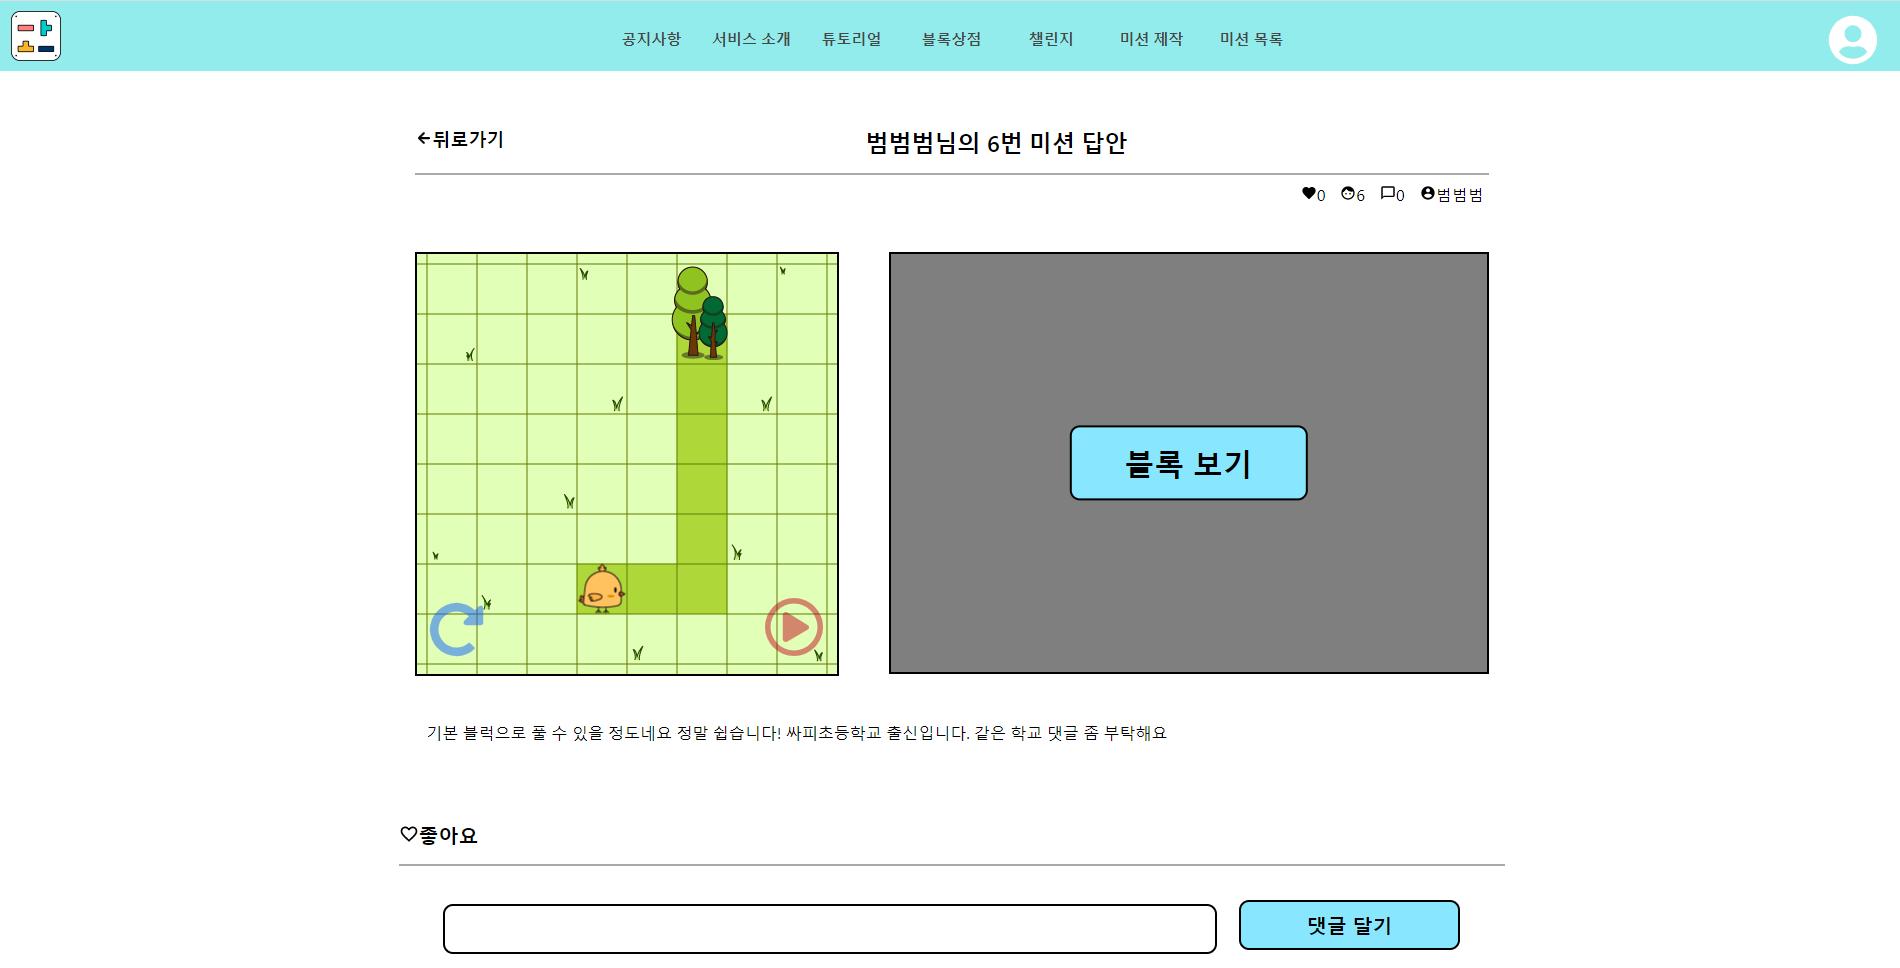 공지사항 서비스 소개 튜토리얼 블록상점 챌린지 미션 제작 미션 목록
뒤로가기
범범범님의 6번 미션 답안
0 6 0 범범범
블록 보기
기본 블럭으로 풀 수 있을 정도네요 정말 쉽습니다! 싸피초등학교 출신입니다. 같은 학교 댓글 좀 부탁해요
좋아요
댓글 달기